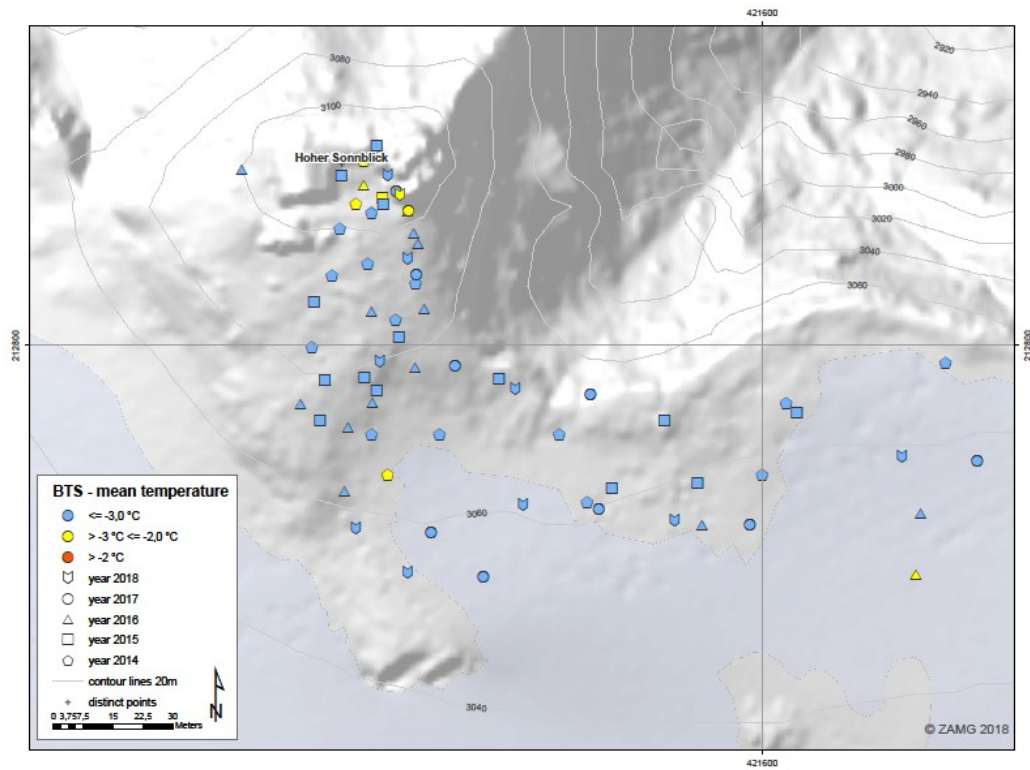 421600
3080
2920
2940
3100
2960
Hoher Sonnblick
2980
3000
3020
3040
3060
212800
212800
BTS - mean temperature
<= -3,0 °C
> -3 °C <= -2,0 °C
> -2 °C
year 2018
year 2017
year 2016
year 2015
year 2014
contour lines 20m
distinct points
0 3,757,5 15 22,5 30
Meters
N
3060
3040
© ZAMG 2018
421600